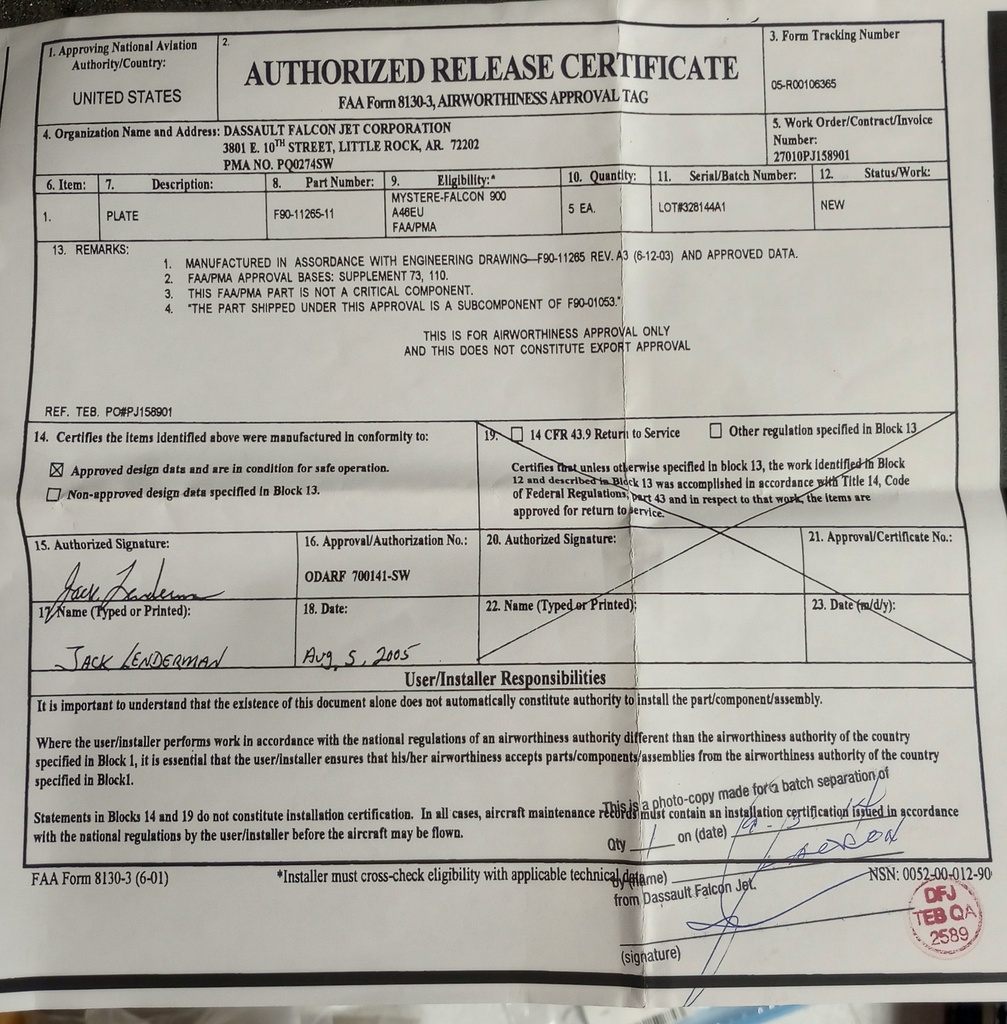 1. Approving National Aviation
Authority/Country:
UNITED STATES
2.
AUTHORIZED RELEASE CERTIFICATE
FAA Form 8130-3, AIRWORTHINESS APPROVAL TAG
3. Form Tracking Number
05-R00106365
4. Organization Name and Address: DASSAULT FALCON JET CORPORATION
3801 E. 10TH STREET, LITTLE ROCK, AR. 72202
PMA NO. PQ0274SW
5. Work Order/Contract/Invoice
Number:
27010PJ158901
6. Item: 7. Description: 8. Part Number: 9. Eligibility:* 10. Quantity: 11. Serial/Batch Number: 12. Status/Work:
1. PLATE F90-11265-11
MYSTERE-FALCON 900
A46EU
FAA/PMA
5 EA. LOT#328144A1 NEW
13. REMARKS:
1. MANUFACTURED IN ASSORDANCE WITH ENGINEERING DRAWING—F90-11265 REV. A3 (6-12-03) AND APPROVED DATA.
2. FAA/PMA APPROVAL BASES: SUPPLEMENT 73, 110.
3. THIS FAA/PMA PART IS NOT A CRITICAL COMPONENT.
4. "THE PART SHIPPED UNDER THIS APPROVAL IS A SUBCOMPONENT OF F90-01053.".
THIS IS FOR AIRWORTHINESS APPROVAL ONLY
AND THIS DOES NOT CONSTITUTE EXPORT APPROVAL
REF. TEB. PO#PJ158901
14. Certifies the items identified above were manufactured in conformity to:
☒ Approved design data and are in condition for safe operation.
☐ Non-approved design data specified in Block 13.
19. ☐ 14 CFR 43.9 Return to Service ☐ Other regulation specified in Block 13
Certifies that unless otherwise specified in block 13, the work identified in Block
12 and described in Block 13 was accomplished in accordance with Title 14, Code
of Federal Regulations, part 43 and in respect to that work, the items are
approved for return to service.
15. Authorized Signature:
Jack Lenderman
16. Approval/Authorization No.:
ODARF 700141-SW
20. Authorized Signature:
21. Approval/Certificate No.:
17. Name (Typed or Printed):
JACK LENDERMAN
18. Date:
Aug 5, 2005
22. Name (Typed or Printed):
23. Date (m/d/y):
User/Installer Responsibilities
It is important to understand that the existence of this document alone does not automatically constitute authority to install the part/component/assembly.
Where the user/installer performs work in accordance with the national regulations of an airworthiness authority different than the airworthiness authority of the country
specified in Block 1, it is essential that the user/installer ensures that his/her airworthiness accepts parts/components/assemblies from the airworthiness authority of the country
specified in Block1.
Statements in Blocks 14 and 19 do not constitute installation certification. In all cases, aircraft maintenance records must contain an installation certification issued in accordance
with the national regulations by the user/installer before the aircraft may be flown.
This is a photo-copy made for a batch separation of
Qty 1 on (date)
by (name)
from Dassault Falcon Jet.
(signature)
FAA Form 8130-3 (6-01)
*Installer must cross-check eligibility with applicable technical data.
NSN: 0052-00-012-90
DFJ
TEB QA
2589